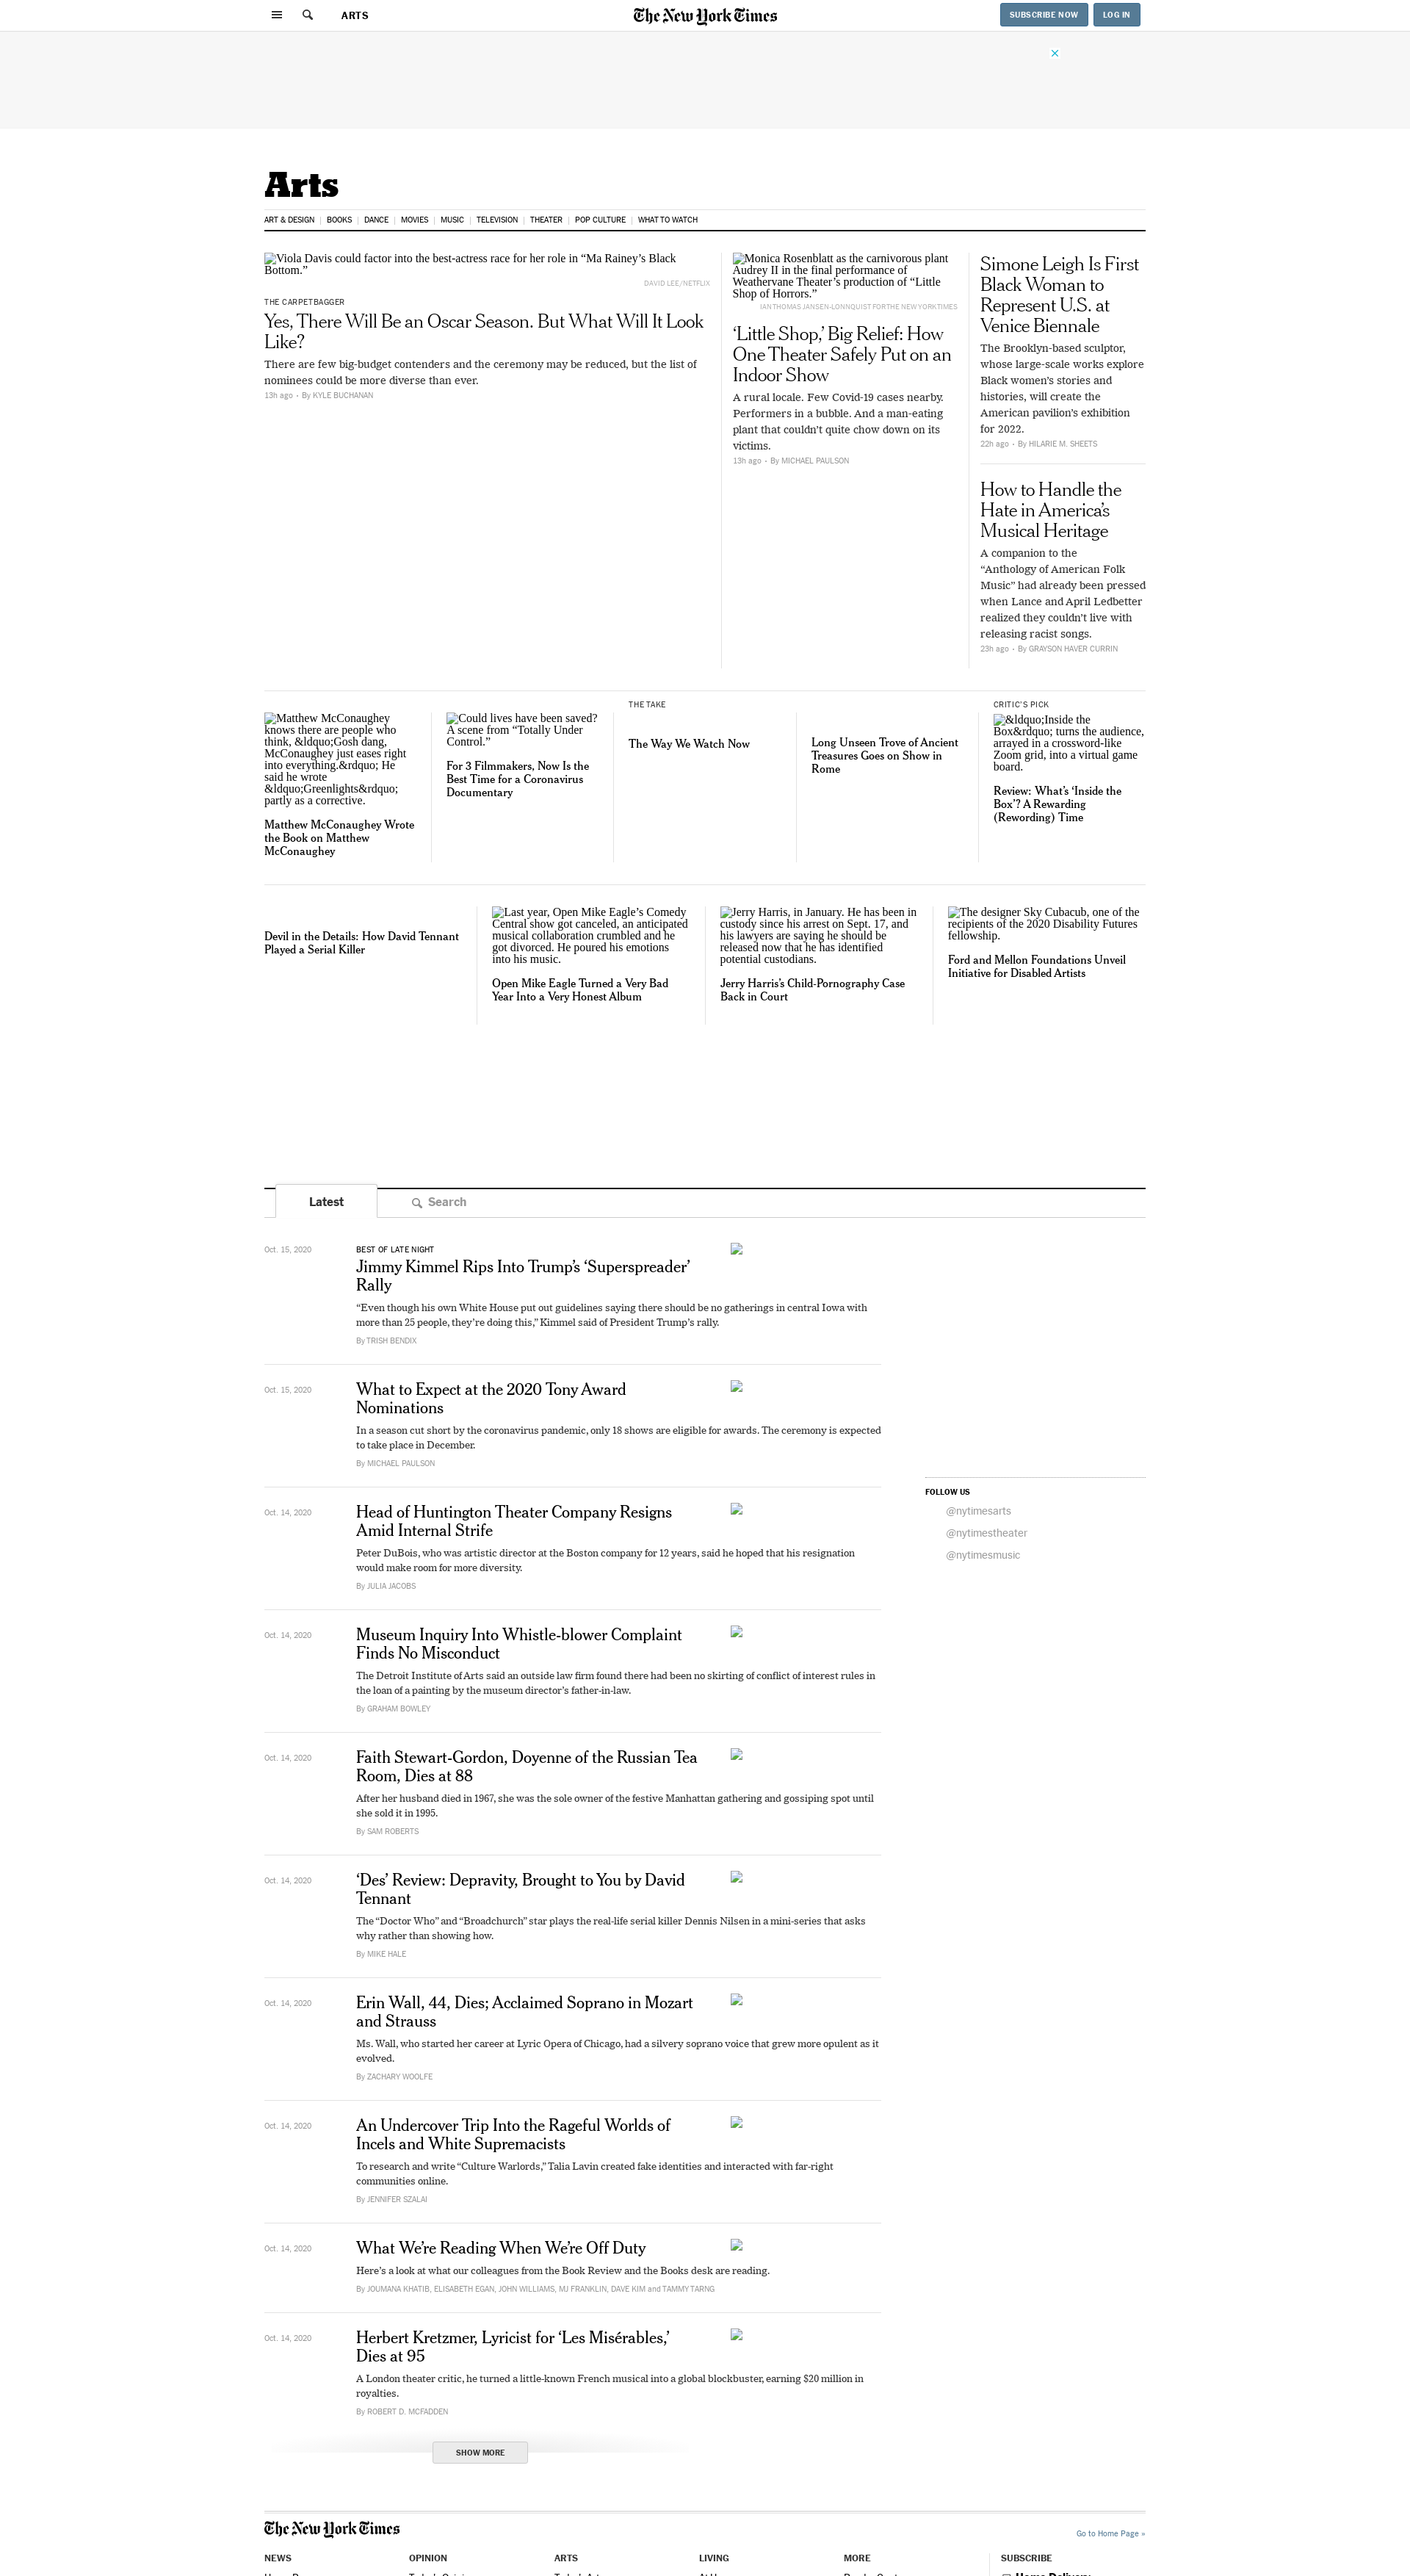 ARTS
The New York Times
SUBSCRIBE NOW
LOG IN
Arts
ART & DESIGN
BOOKS
DANCE
MOVIES
MUSIC
TELEVISION
THEATER
POP CULTURE
WHAT TO WATCH
Viola Davis could factor into the best-actress race for her role in “Ma Rainey’s Black
Bottom.”
DAVID LEE/NETFLIX
THE CARPETBAGGER
Yes, There Will Be an Oscar Season. But What Will It Look
Like?
There are few big-budget contenders and the ceremony may be reduced, but the list of
nominees could be more diverse than ever.
13h ago • By KYLE BUCHANAN
Monica Rosenblatt as the carnivorous plant
Audrey II in the final performance of
Weathervane Theater’s production of “Little
Shop of Horrors.”
IAN THOMAS JANSEN-LONNQUIST FOR THE NEW YORK TIMES
‘Little Shop,’ Big Relief: How
One Theater Safely Put on an
Indoor Show
A rural locale. Few Covid-19 cases nearby.
Performers in a bubble. And a man-eating
plant that couldn’t quite chow down on its
victims.
13h ago • By MICHAEL PAULSON
Simone Leigh Is First
Black Woman to
Represent U.S. at
Venice Biennale
The Brooklyn-based sculptor,
whose large-scale works explore
Black women’s stories and
histories, will create the
American pavilion’s exhibition
for 2022.
22h ago • By HILARIE M. SHEETS
How to Handle the
Hate in America’s
Musical Heritage
A companion to the
“Anthology of American Folk
Music” had already been pressed
when Lance and April Ledbetter
realized they couldn’t live with
releasing racist songs.
23h ago • By GRAYSON HAVER CURRIN
Matthew McConaughey
knows there are people who
think, &ldquo;Gosh dang,
McConaughey just eases right
into everything.&rdquo; He
said he wrote
&ldquo;Greenlights&rdquo;
partly as a corrective.
Matthew McConaughey Wrote
the Book on Matthew
McConaughey
Could lives have been saved?
A scene from “Totally Under
Control.”
For 3 Filmmakers, Now Is the
Best Time for a Coronavirus
Documentary
THE TAKE
The Way We Watch Now
Long Unseen Trove of Ancient
Treasures Goes on Show in
Rome
CRITIC’S PICK
&ldquo;Inside the
Box&rdquo; turns the audience,
arrayed in a crossword-like
Zoom grid, into a virtual game
board.
Review: What’s ‘Inside the
Box’? A Rewarding
(Rewording) Time
Devil in the Details: How David Tennant
Played a Serial Killer
Last year, Open Mike Eagle’s Comedy
Central show got canceled, an anticipated
musical collaboration crumbled and he
got divorced. He poured his emotions
into his music.
Open Mike Eagle Turned a Very Bad
Year Into a Very Honest Album
Jerry Harris, in January. He has been in
custody since his arrest on Sept. 17, and
his lawyers are saying he should be
released now that he has identified
potential custodians.
Jerry Harris’s Child-Pornography Case
Back in Court
The designer Sky Cubacub, one of the
recipients of the 2020 Disability Futures
fellowship.
Ford and Mellon Foundations Unveil
Initiative for Disabled Artists
Latest
Search
Oct. 15, 2020
BEST OF LATE NIGHT
Jimmy Kimmel Rips Into Trump’s ‘Superspreader’
Rally
“Even though his own White House put out guidelines saying there should be no gatherings in central Iowa with
more than 25 people, they’re doing this,” Kimmel said of President Trump’s rally.
By TRISH BENDIX
Oct. 15, 2020
What to Expect at the 2020 Tony Award
Nominations
In a season cut short by the coronavirus pandemic, only 18 shows are eligible for awards. The ceremony is expected
to take place in December.
By MICHAEL PAULSON
Oct. 14, 2020
Head of Huntington Theater Company Resigns
Amid Internal Strife
Peter DuBois, who was artistic director at the Boston company for 12 years, said he hoped that his resignation
would make room for more diversity.
By JULIA JACOBS
Oct. 14, 2020
Museum Inquiry Into Whistle-blower Complaint
Finds No Misconduct
The Detroit Institute of Arts said an outside law firm found there had been no skirting of conflict of interest rules in
the loan of a painting by the museum director’s father-in-law.
By GRAHAM BOWLEY
Oct. 14, 2020
Faith Stewart-Gordon, Doyenne of the Russian Tea
Room, Dies at 88
After her husband died in 1967, she was the sole owner of the festive Manhattan gathering and gossiping spot until
she sold it in 1995.
By SAM ROBERTS
Oct. 14, 2020
‘Des’ Review: Depravity, Brought to You by David
Tennant
The “Doctor Who” and “Broadchurch” star plays the real-life serial killer Dennis Nilsen in a mini-series that asks
why rather than showing how.
By MIKE HALE
Oct. 14, 2020
Erin Wall, 44, Dies; Acclaimed Soprano in Mozart
and Strauss
Ms. Wall, who started her career at Lyric Opera of Chicago, had a silvery soprano voice that grew more opulent as it
evolved.
By ZACHARY WOOLFE
Oct. 14, 2020
An Undercover Trip Into the Rageful Worlds of
Incels and White Supremacists
To research and write “Culture Warlords,” Talia Lavin created fake identities and interacted with far-right
communities online.
By JENNIFER SZALAI
Oct. 14, 2020
What We’re Reading When We’re Off Duty
Here’s a look at what our colleagues from the Book Review and the Books desk are reading.
By JOUMANA KHATIB, ELISABETH EGAN, JOHN WILLIAMS, MJ FRANKLIN, DAVE KIM and TAMMY TARNG
Oct. 14, 2020
Herbert Kretzmer, Lyricist for ‘Les Misérables,’
Dies at 95
A London theater critic, he turned a little-known French musical into a global blockbuster, earning $20 million in
royalties.
By ROBERT D. MCFADDEN
SHOW MORE
FOLLOW US
@nytimesarts
@nytimestheater
@nytimesmusic
The New York Times
Go to Home Page »
NEWS
OPINION
ARTS
LIVING
MORE
SUBSCRIBE